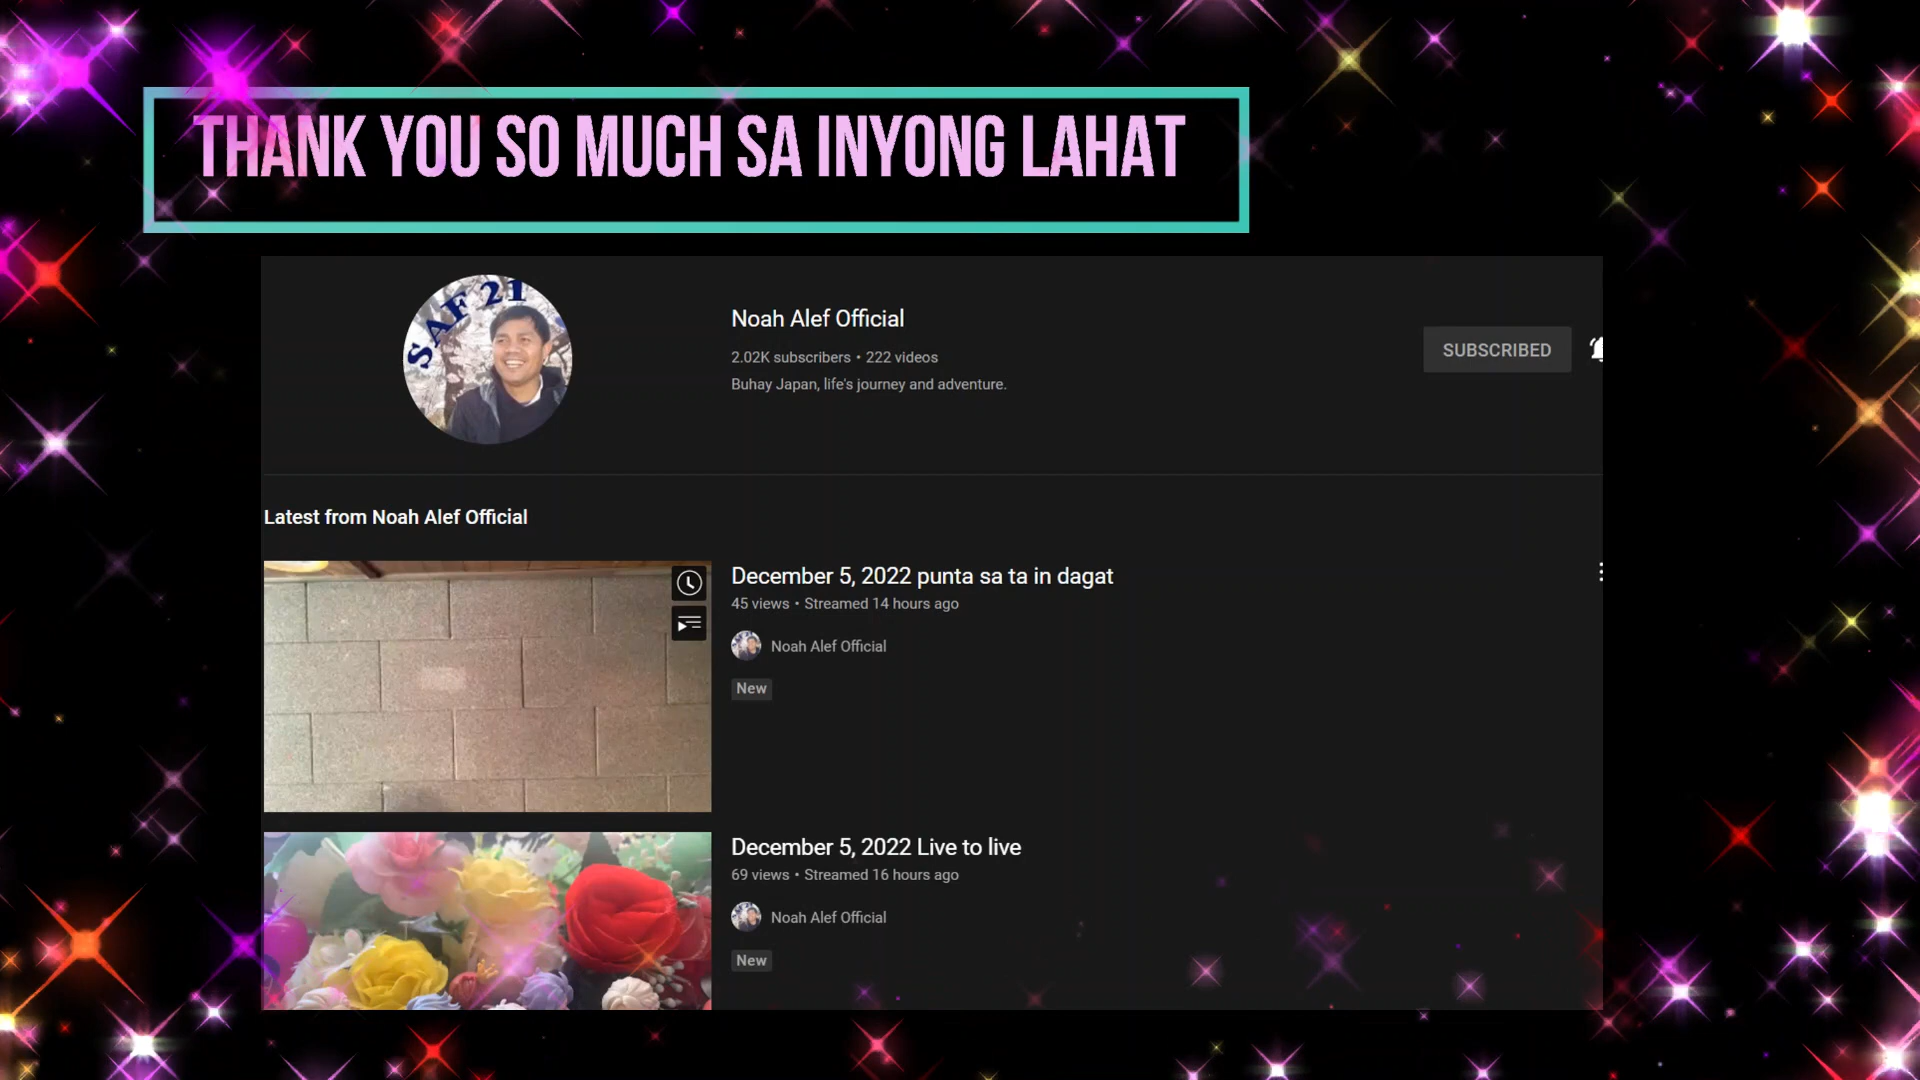 THANK YOU SO MUCH SA INYONG LAHAT
SAF 21
Noah Alef Official
2.02K subscribers • 222 videos
Buhay Japan, life's journey and adventure.
SUBSCRIBED
Latest from Noah Alef Official
December 5, 2022 punta sa ta in dagat
45 views • Streamed 14 hours ago
Noah Alef Official
New
December 5, 2022 Live to live
69 views • Streamed 16 hours ago
Noah Alef Official
New